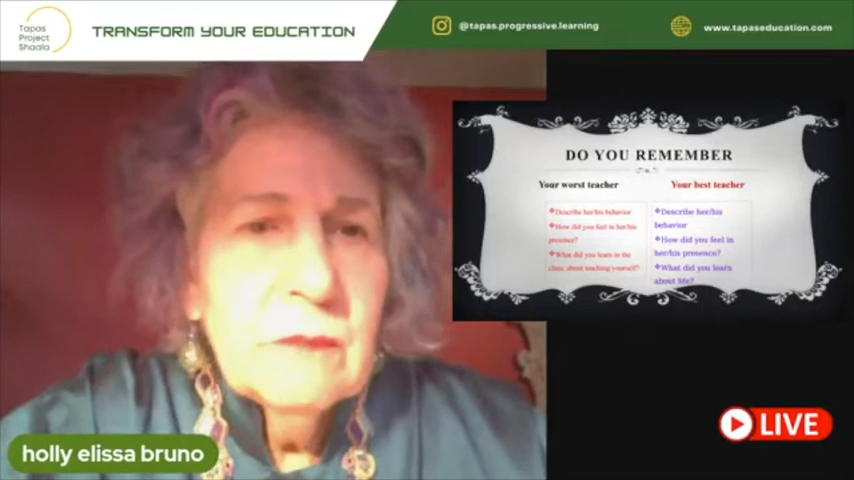 Tapas
Project
Shaala
TRANSFORM YOUR EDUCATION
@tapas.progressive.learning
www.tapaseducation.com
DO YOU REMEMBER
Your worst teacher
❖Describe her/his behavior
❖How did you feel in her/his
presence?
❖What did you learn in the
class, about teaching/yourself?
Your best teacher
❖Describe her/his
behavior
❖How did you feel in
her/his presence?
❖What did you learn
about life?
holly elissa bruno
LIVE